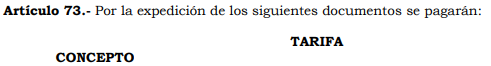 Artículo 73.- Por la expedición de los siguientes documentos se pagarán:
TARIFA
CONCEPTO